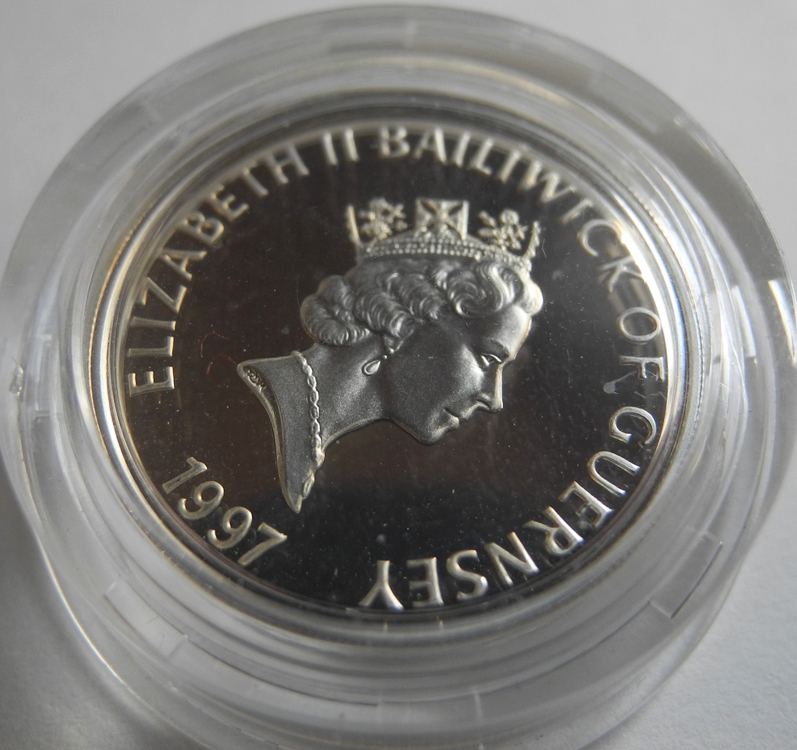 ELIZABETH II BAILIWICK OF GUERNSEY
1997